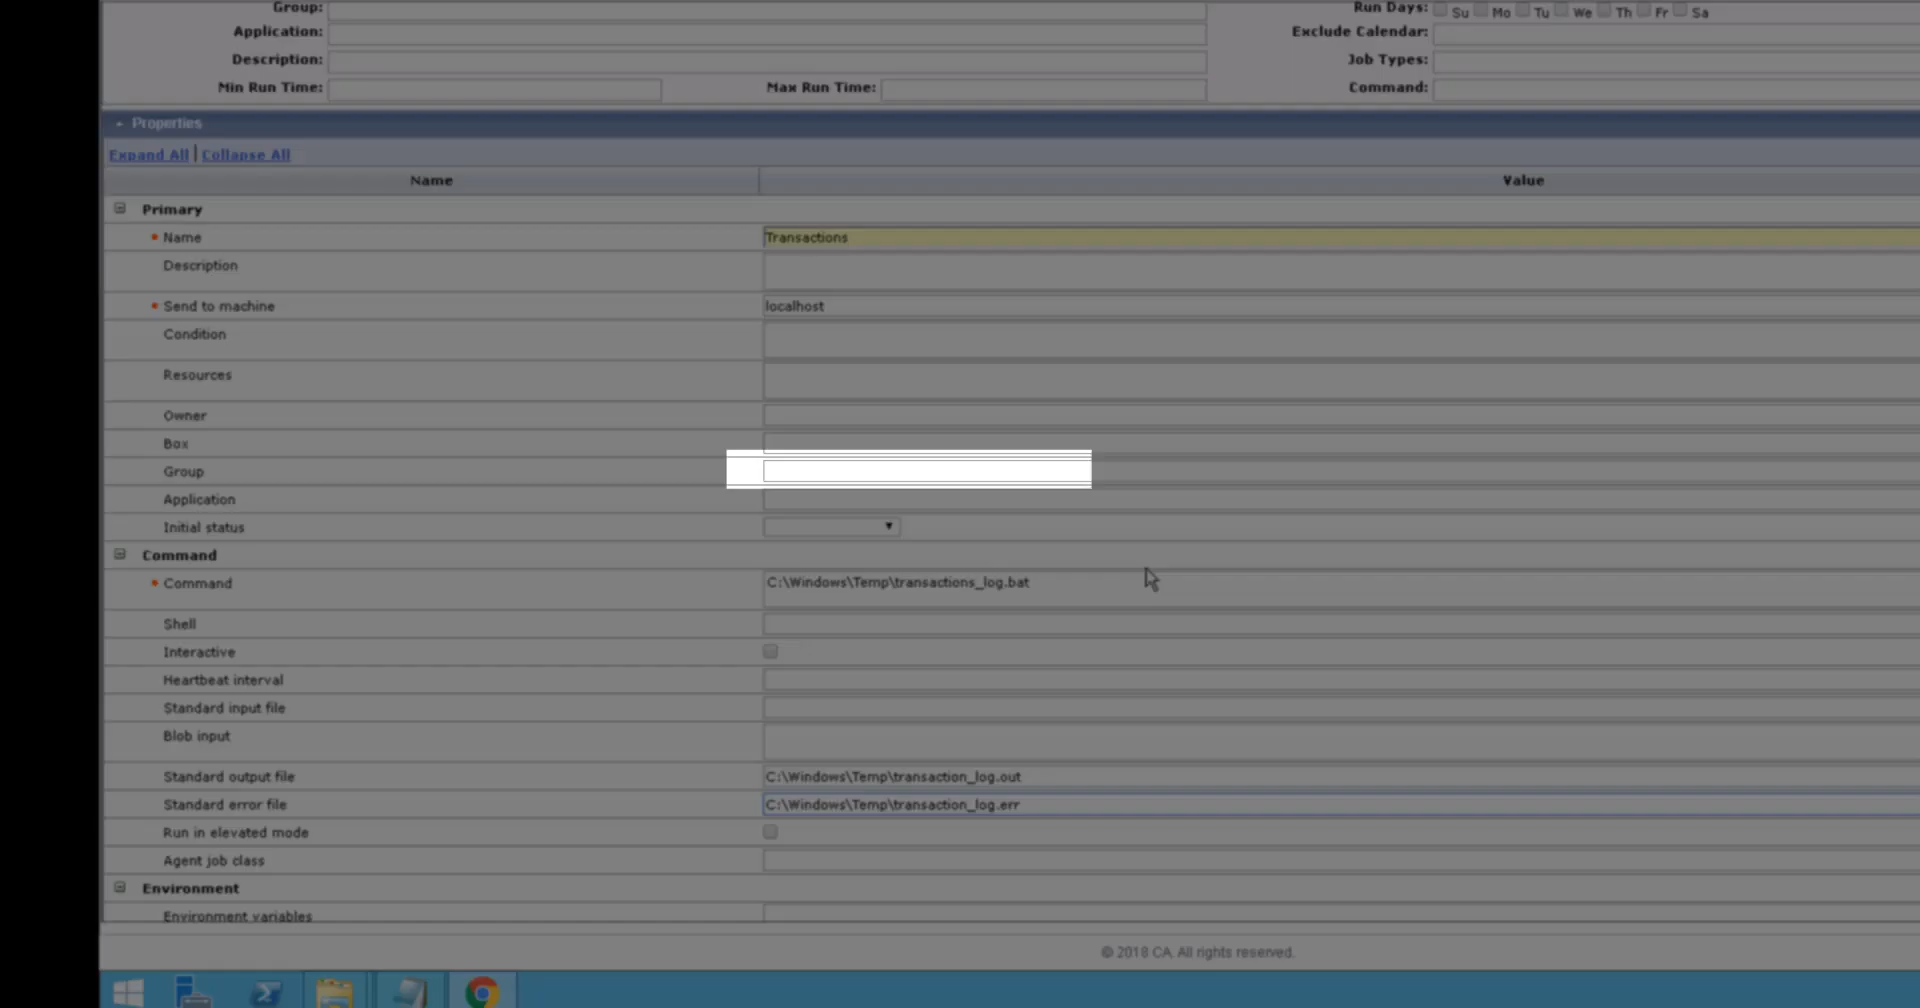 Group: Run Days: Su Mo Tu We Th Fr Sa
Application: Exclude Calendar:
Description: Job Types:
Min Run Time: Max Run Time: Command:
Properties
Expand All | Collapse All
Name Value
Primary
Name Transactions
Description
Send to machine localhost
Condition
Resources
Owner
Box
Group
Application
Initial status
Command
Command C:\Windows\Temp\transactions_log.bat
Shell
Interactive
Heartbeat interval
Standard input file
Blob input
Standard output file C:\Windows\Temp\transaction_log.out
Standard error file C:\Windows\Temp\transaction_log.err
Run in elevated mode
Agent job class
Environment
Environment variables
© 2018 CA. All rights reserved.